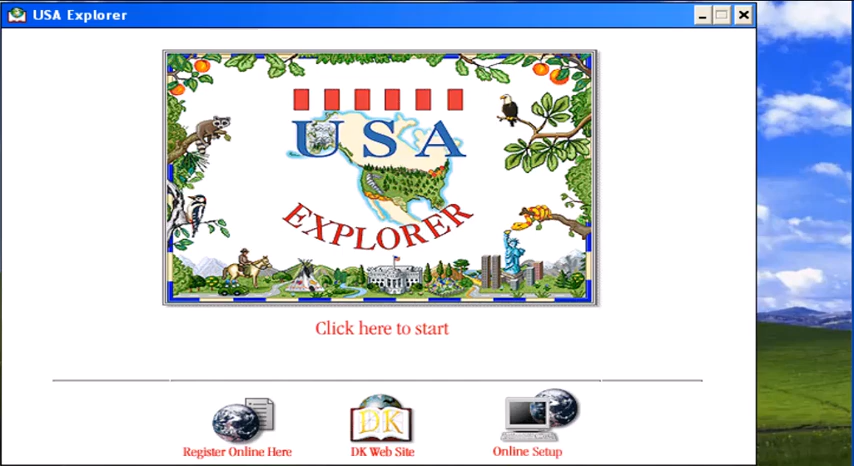 USA Explorer
USA
EXPLORER
Click here to start
DK
Register Online Here
DK Web Site
Online Setup